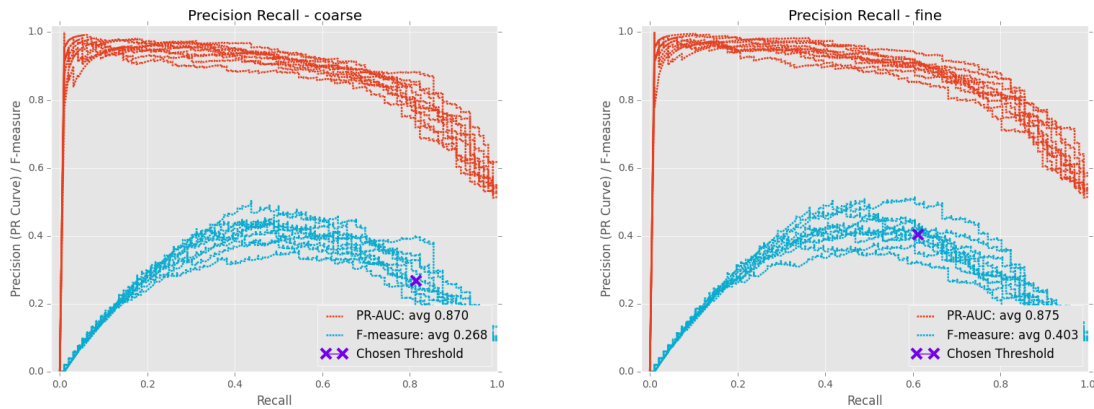 Precision Recall - coarse
1.0
0.8
0.6
0.4
0.2
0.0
Precision (PR Curve) / F-measure
0.0 0.2 0.4 0.6 0.8 1.0
Recall
PR-AUC: avg 0.870
F-measure: avg 0.268
Chosen Threshold
Precision Recall - fine
1.0
0.8
0.6
0.4
0.2
0.0
Precision (PR Curve) / F-measure
0.0 0.2 0.4 0.6 0.8 1.0
Recall
PR-AUC: avg 0.875
F-measure: avg 0.403
Chosen Threshold